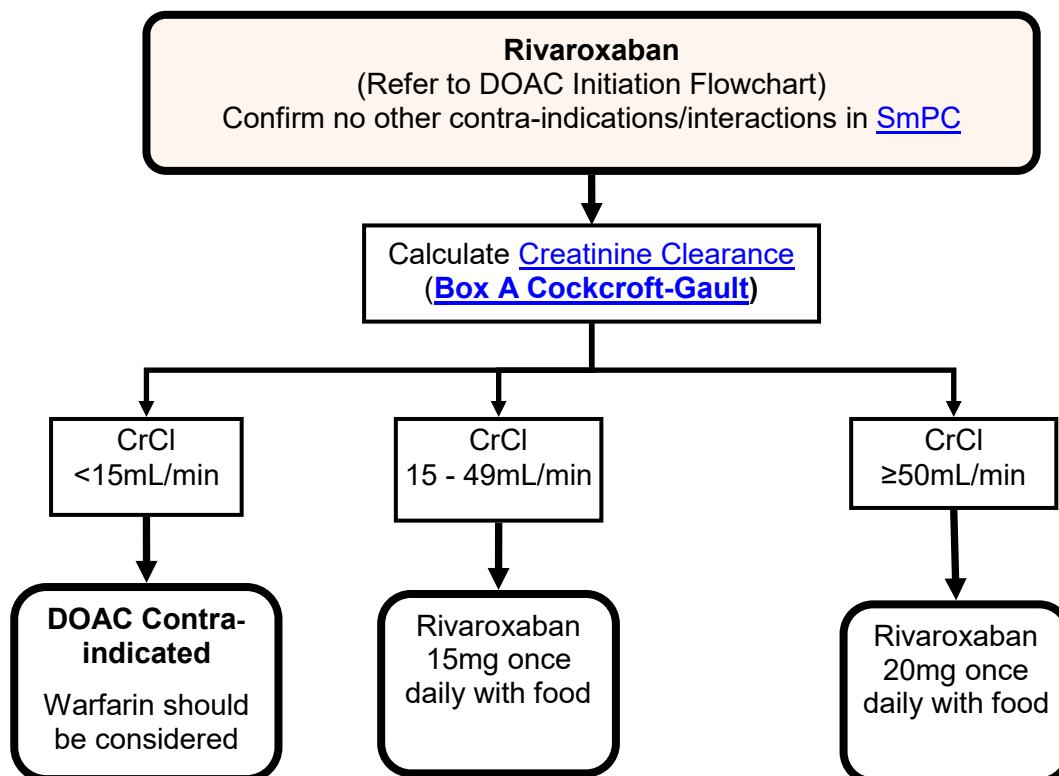 Rivaroxaban
(Refer to DOAC Initiation Flowchart)
Confirm no other contra-indications/interactions in SmPC
Calculate Creatinine Clearance
(Box A Cockcroft-Gault)
CrCl
<15mL/min
CrCl
15 - 49mL/min
CrCl
≥50mL/min
DOAC Contra-
indicated
Warfarin should
be considered
Rivaroxaban
15mg once
daily with food
Rivaroxaban
20mg once
daily with food